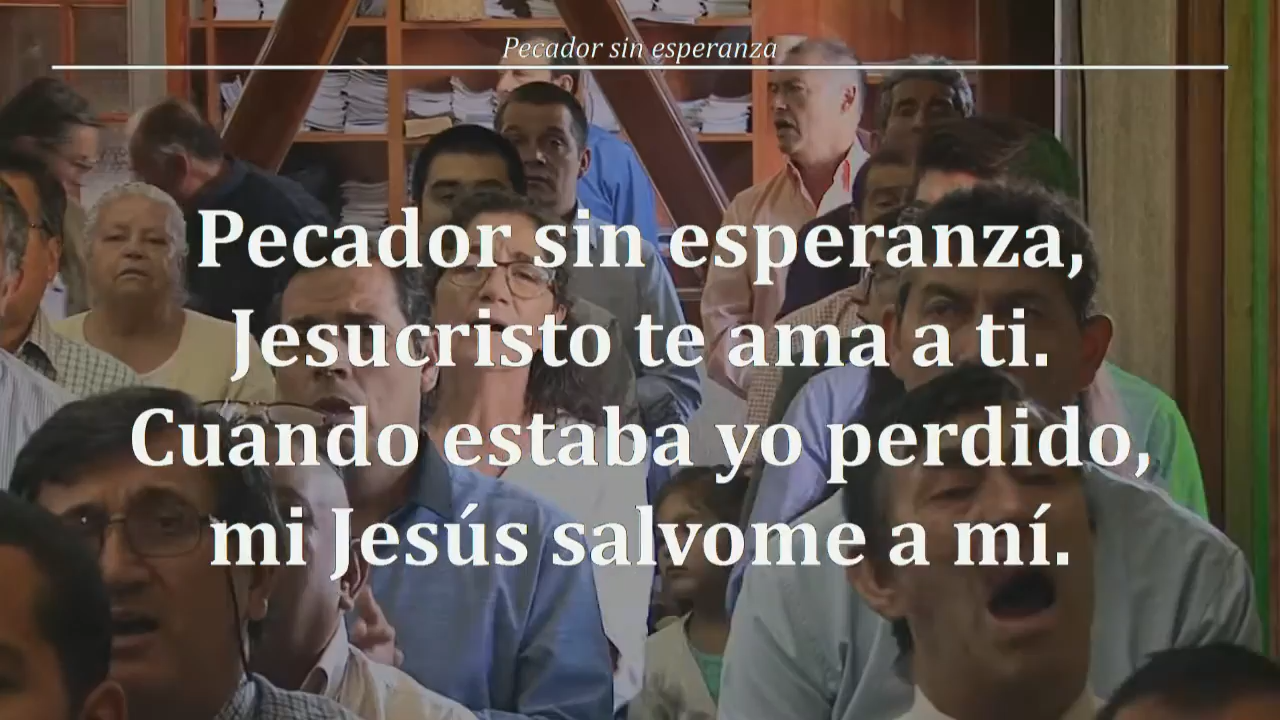 Pecador sin esperanza
Pecador sin esperanza,
Jesucristo te ama a ti.
Cuando estaba yo perdido,
mi Jesús salvome a mí.